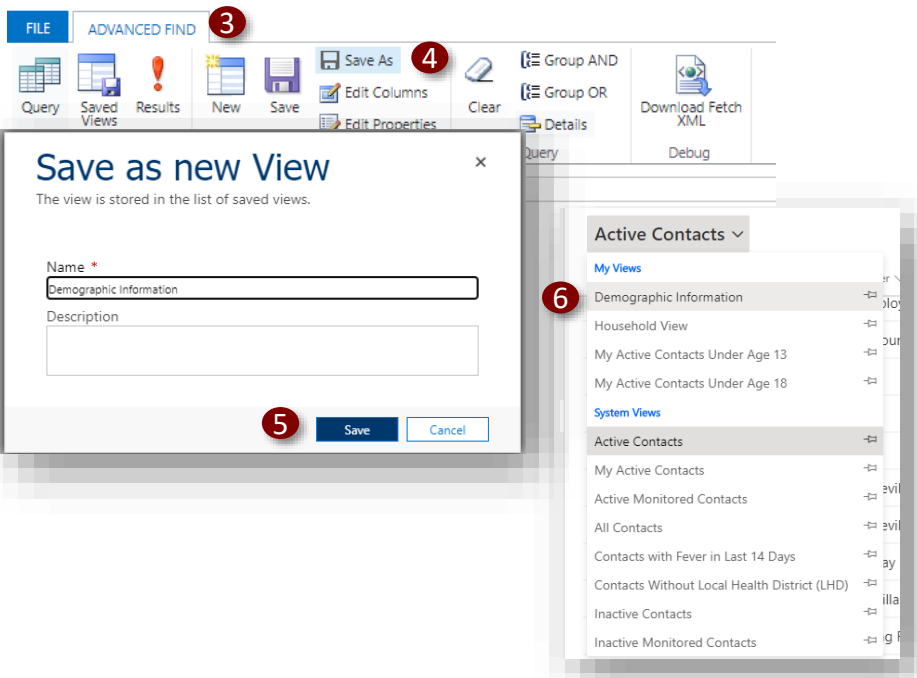 FILE
ADVANCED FIND
3
Save As
4
Edit Columns
Edit Properties
Group AND
Group OR
Details
Query
Saved
Views
Results
New
Save
Clear
Download Fetch
XML
Query
Debug
Save as new View
×
The view is stored in the list of saved views.
Name *
Demographic Information
Description
5
Save
Cancel
Active Contacts
My Views
6
Demographic Information
Household View
My Active Contacts Under Age 13
My Active Contacts Under Age 18
System Views
Active Contacts
My Active Contacts
Active Monitored Contacts
All Contacts
Contacts with Fever in Last 14 Days
Contacts Without Local Health District (LHD)
Inactive Contacts
Inactive Monitored Contacts